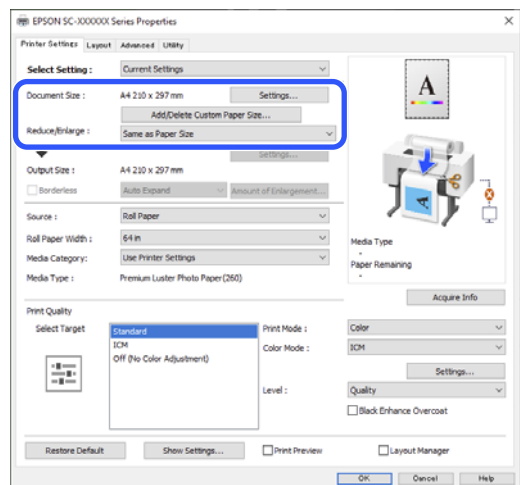 EPSON SC-XXXXXX Series Properties
Printer Settings Layout Advanced Utility
Select Setting : Current Settings
Document Size : A4 210 x 297 mm Settings...
Add/Delete Custom Paper Size...
Reduce/Enlarge : Same as Paper Size
Settings...
Output Size : A4 210 x 297 mm
Borderless Auto Expand Amount of Enlargement...
Source : Roll Paper
Roll Paper Width : 64 in
Media Category: Use Printer Settings
Media Type : Premium Luster Photo Paper(260)
A
A
Media Type
-
Paper Remaining
-
Acquire Info
Print Quality
Select Target
Standard
ICM
Off (No Color Adjustment)
Print Mode : Color
Color Mode : ICM
Settings...
Level : Quality
Black Enhance Overcoat
Restore Default Show Settings... Print Preview Layout Manager
OK Cancel Help